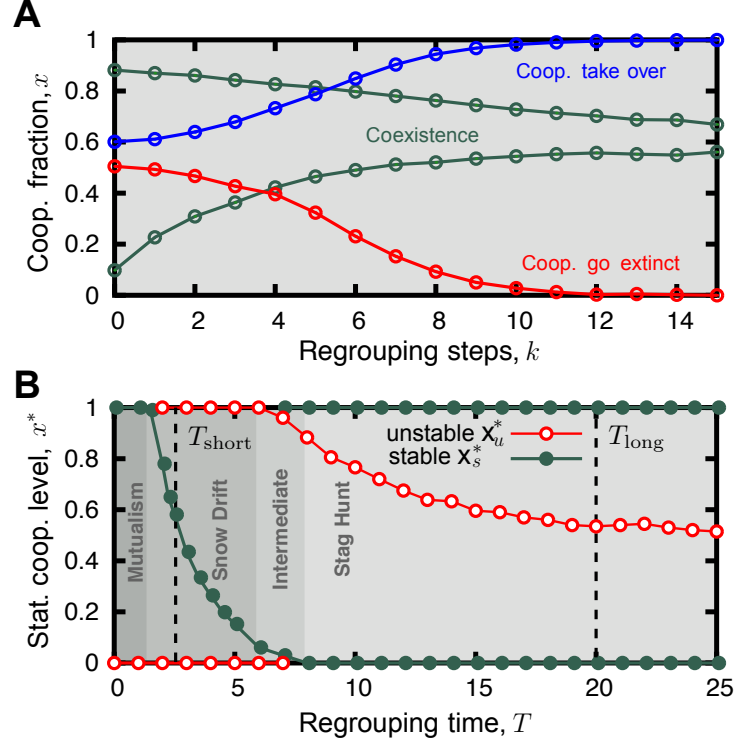 A
Coop. fraction, x
1
0.8
0.6
0.4
0.2
0
Coop. take over
Coexistence
Coop. go extinct
0 2 4 6 8 10 12 14
Regrouping steps, k
B
Stat. coop. level, x*
1
0.8
0.6
0.4
0.2
0
T_short
unstable x_u^*
stable x_s^*
T_long
Mutualism
Snow Drift
Intermediate
Stag Hunt
0 5 10 15 20 25
Regrouping time, T